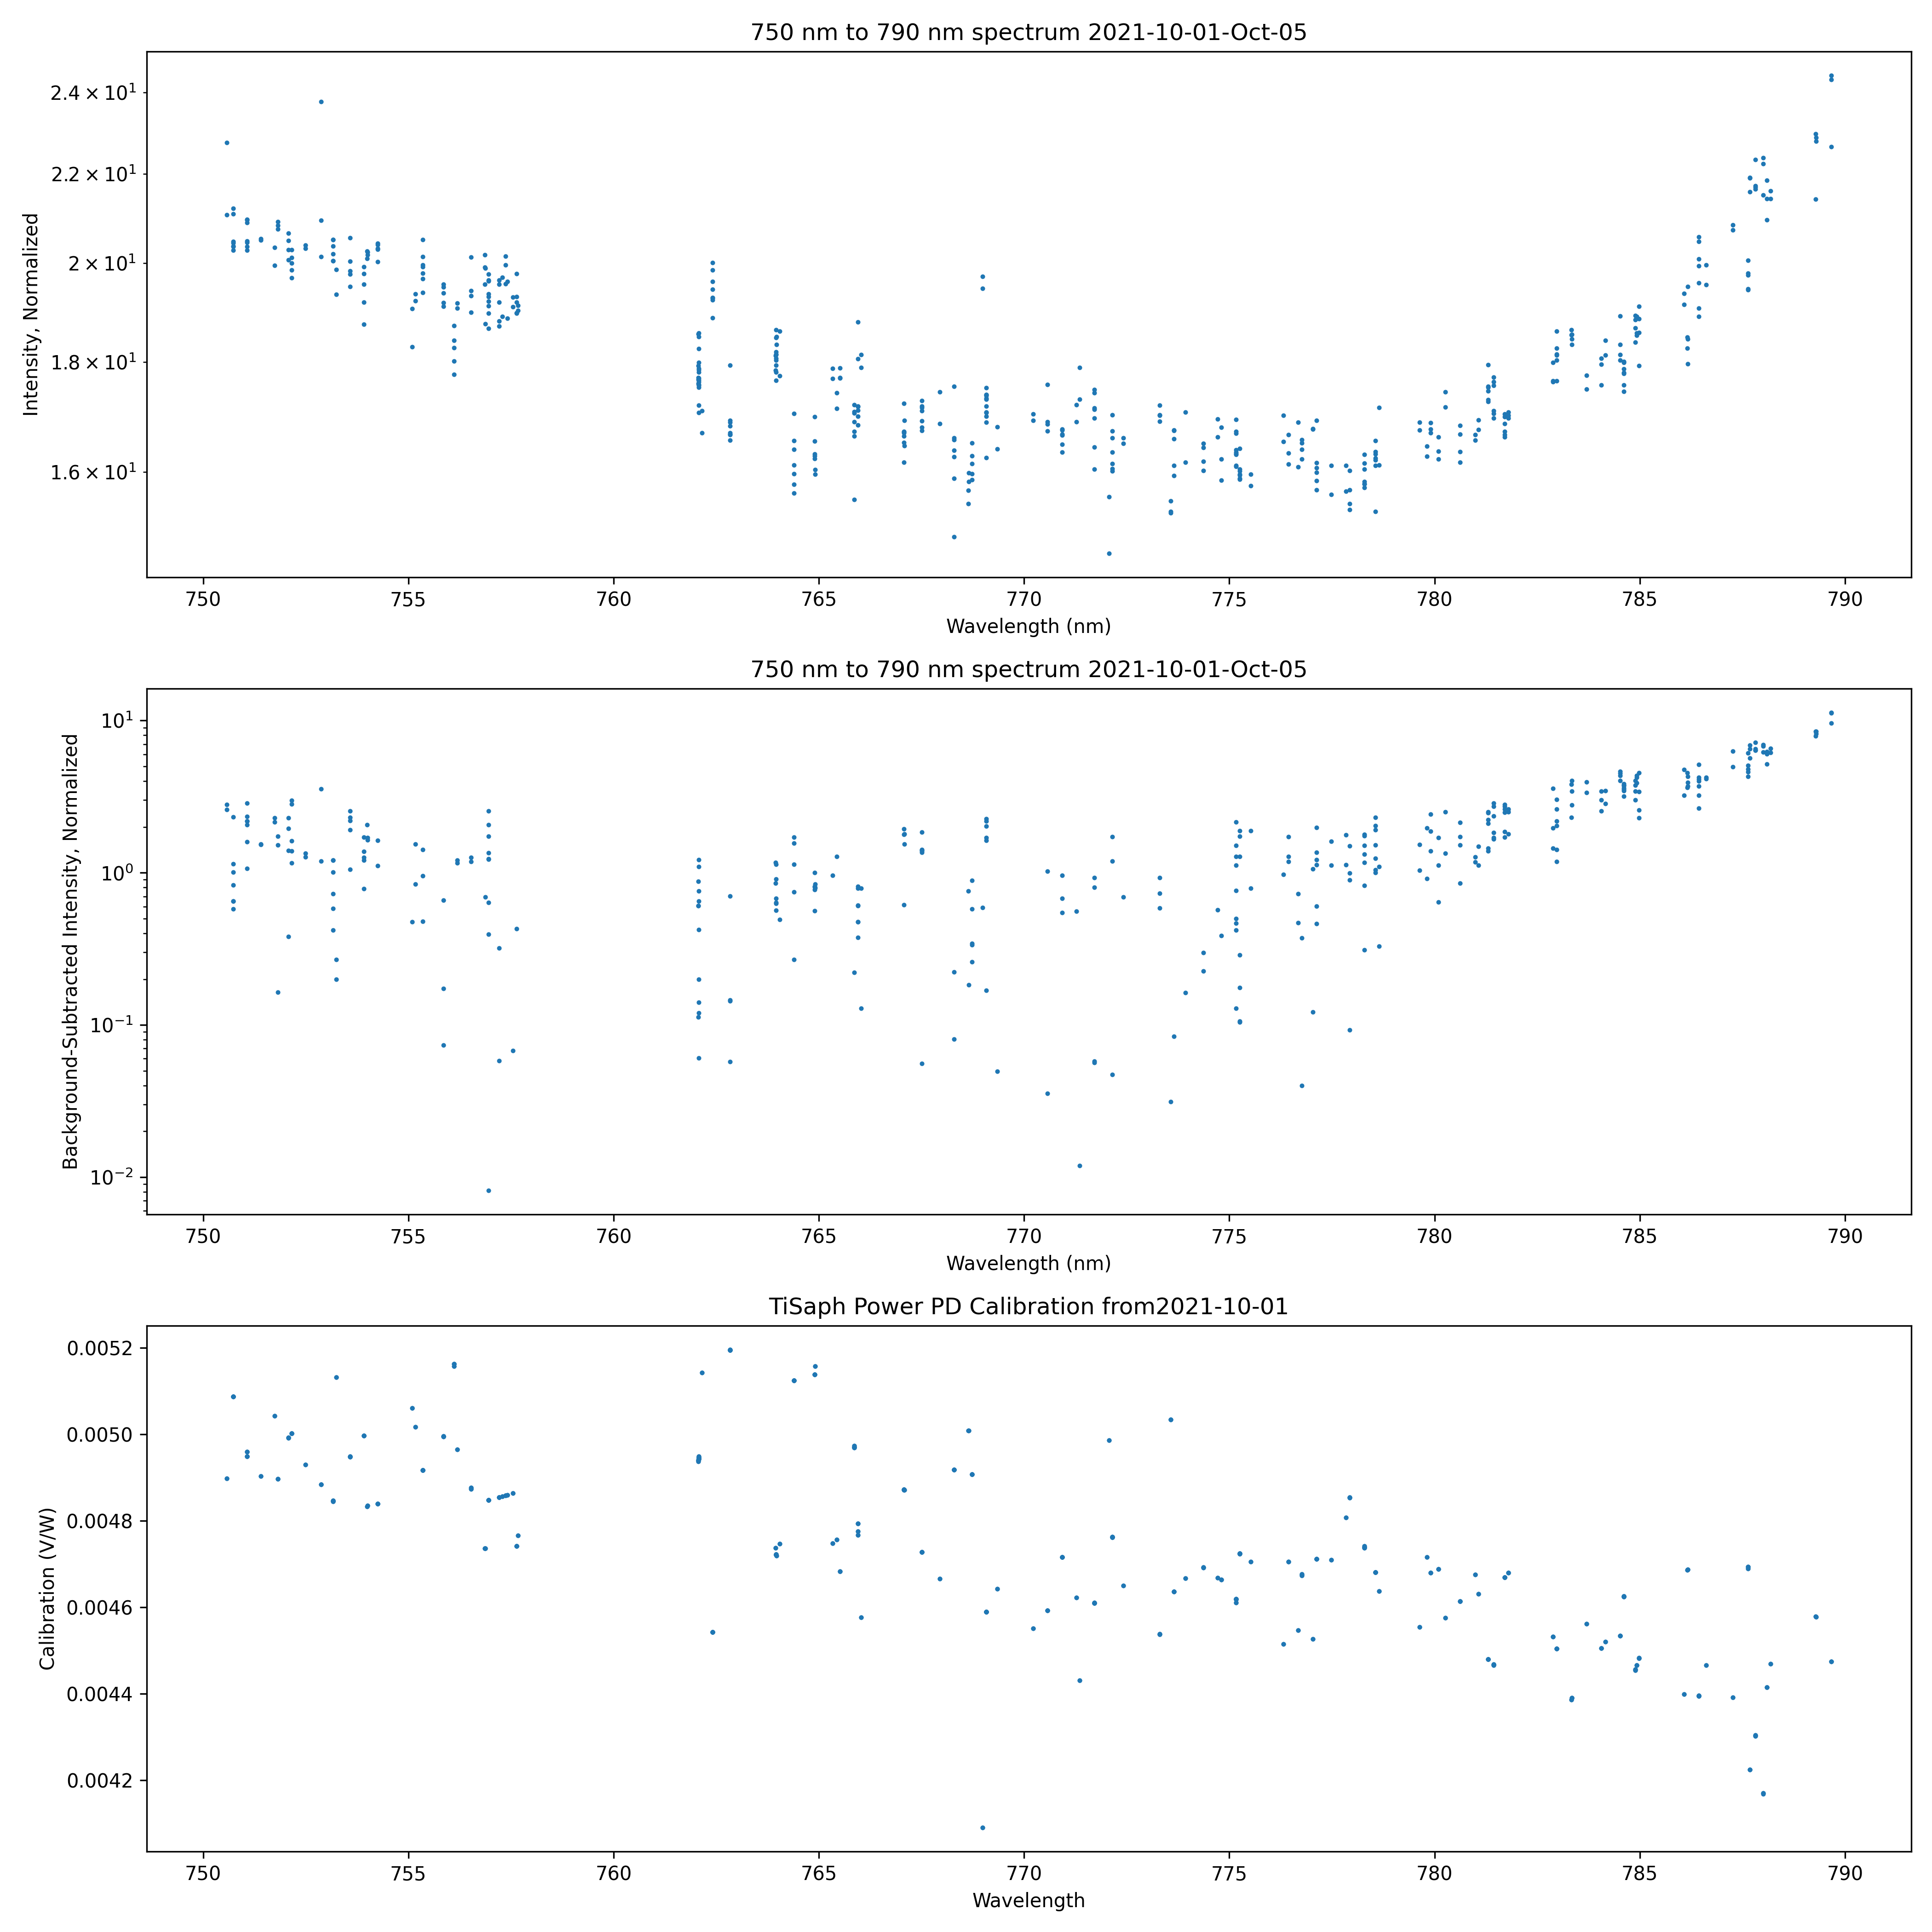 750 nm to 790 nm spectrum 2021-10-01-Oct-05
Intensity, Normalized
2.4 × 10¹
2.2 × 10¹
2 × 10¹
1.8 × 10¹
1.6 × 10¹
750 755 760 765 770 775 780 785 790
Wavelength (nm)
750 nm to 790 nm spectrum 2021-10-01-Oct-05
Background-Subtracted Intensity, Normalized
10¹
10⁰
10⁻¹
10⁻²
750 755 760 765 770 775 780 785 790
Wavelength (nm)
TiSaph Power PD Calibration from2021-10-01
Calibration (V/W)
0.0052
0.0050
0.0048
0.0046
0.0044
0.0042
750 755 760 765 770 775 780 785 790
Wavelength